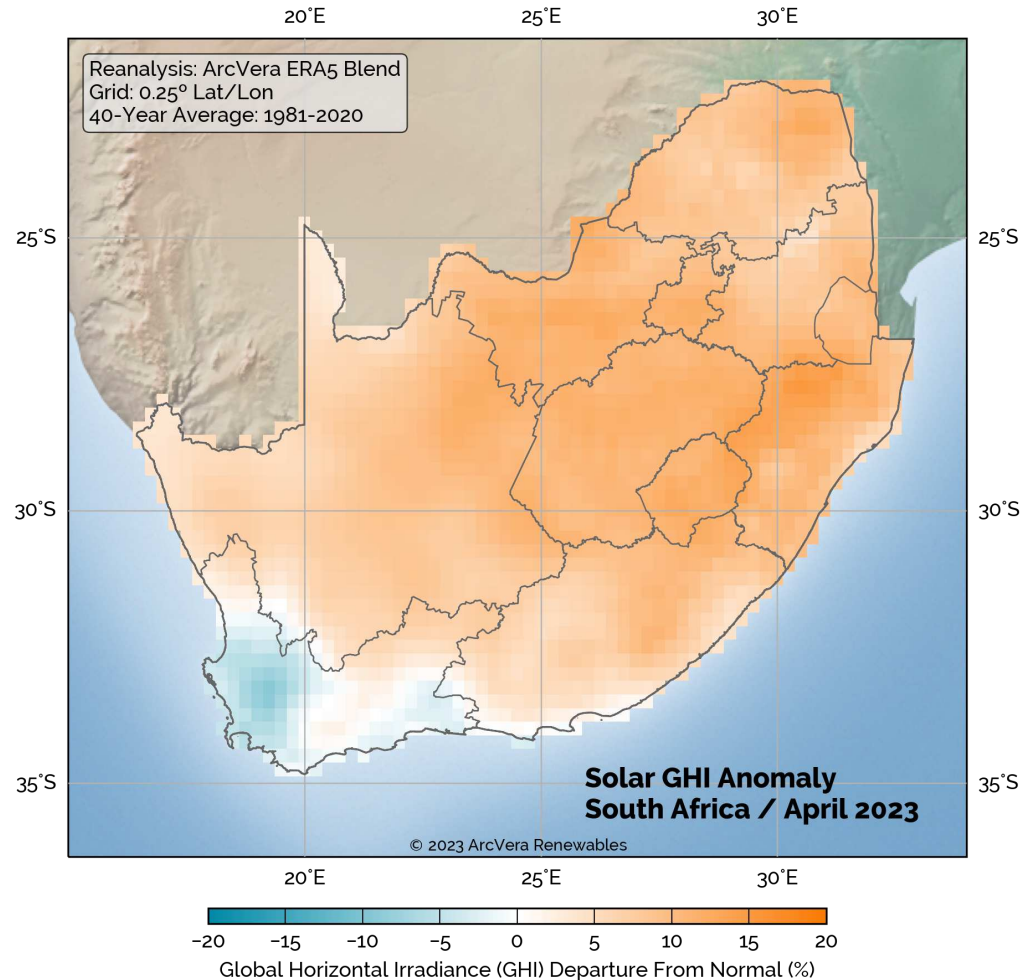 20°E 25°E 30°E
Reanalysis: ArcVera ERA5 Blend
Grid: 0.25º Lat/Lon
40-Year Average: 1981-2020
25°S 25°S
30°S 30°S
Solar GHI Anomaly
35°S 35°S
South Africa / April 2023
© 2023 ArcVera Renewables
20°E 25°E 30°E
−20 −15 −10 −5 0 5 10 15 20
Global Horizontal Irradiance (GHI) Departure From Normal (%)